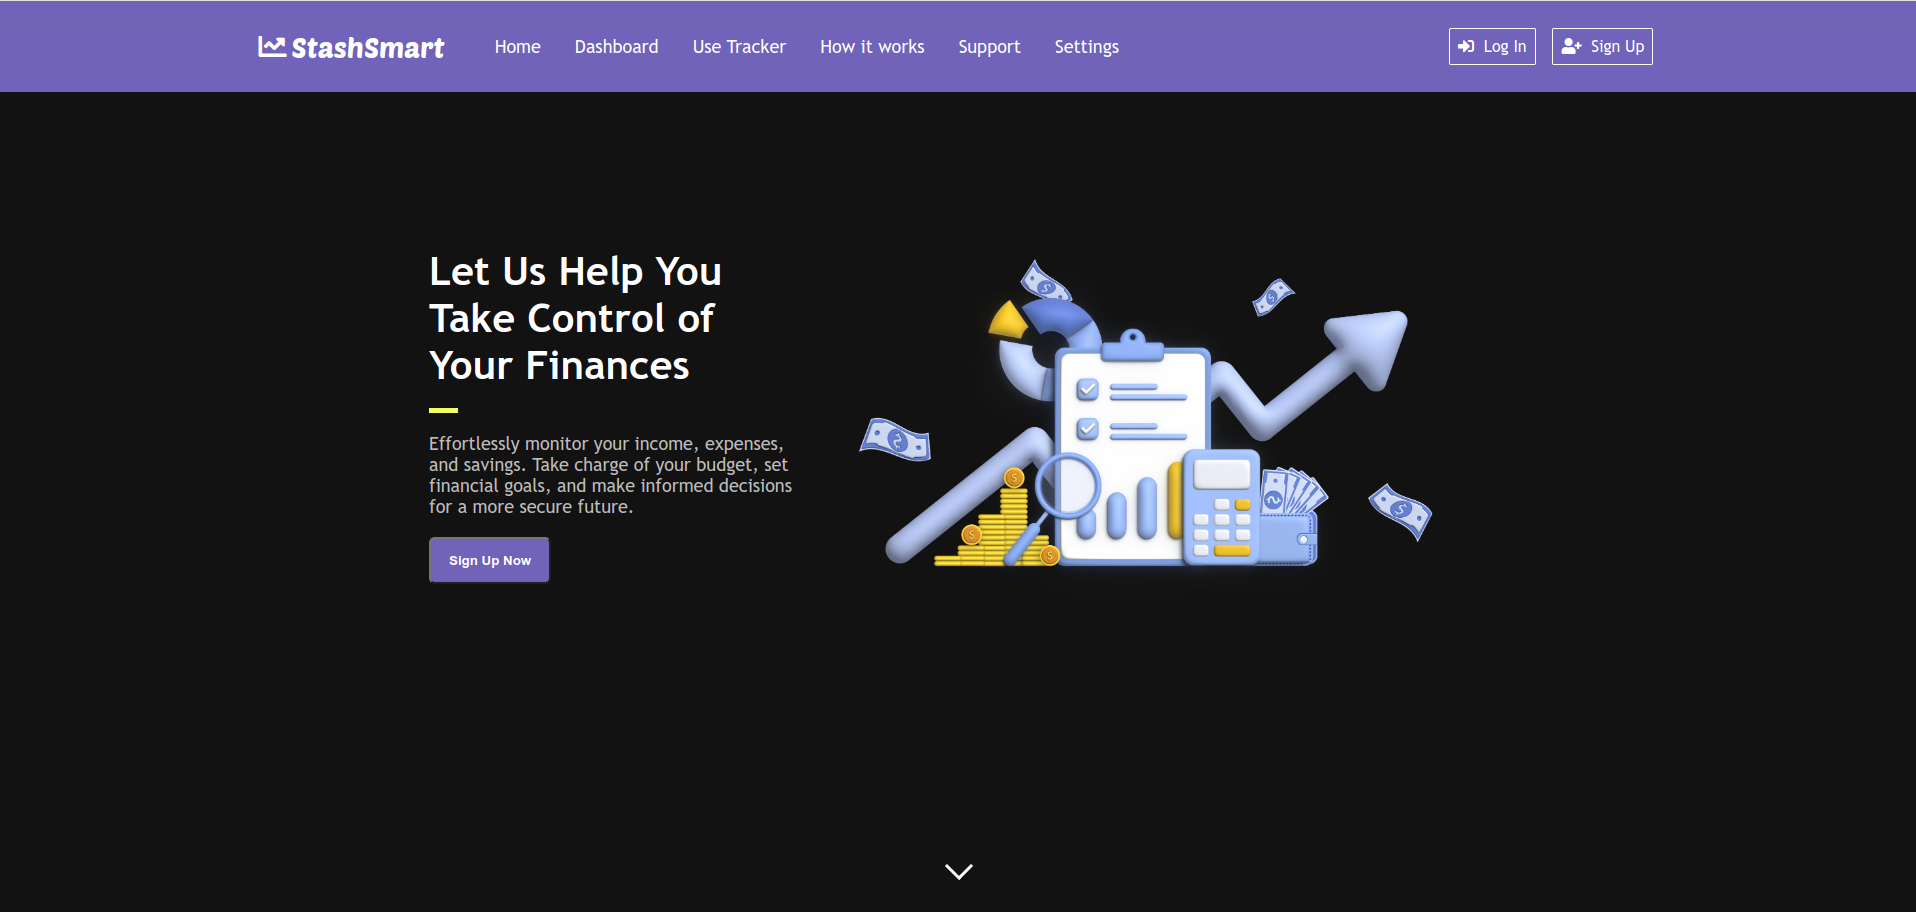 StashSmart Home Dashboard Use Tracker How it works Support Settings Log In Sign Up
Let Us Help You
Take Control of
Your Finances
Effortlessly monitor your income, expenses,
and savings. Take charge of your budget, set
financial goals, and make informed decisions
for a more secure future.
Sign Up Now